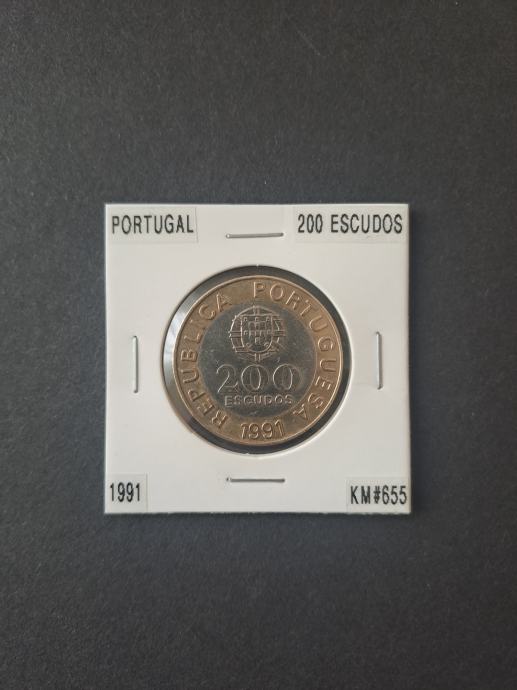 PORTUGAL
200 ESCUDOS
REPUBLICA PORTUGUESA
200
ESCUDOS
1991
1991
KM#655